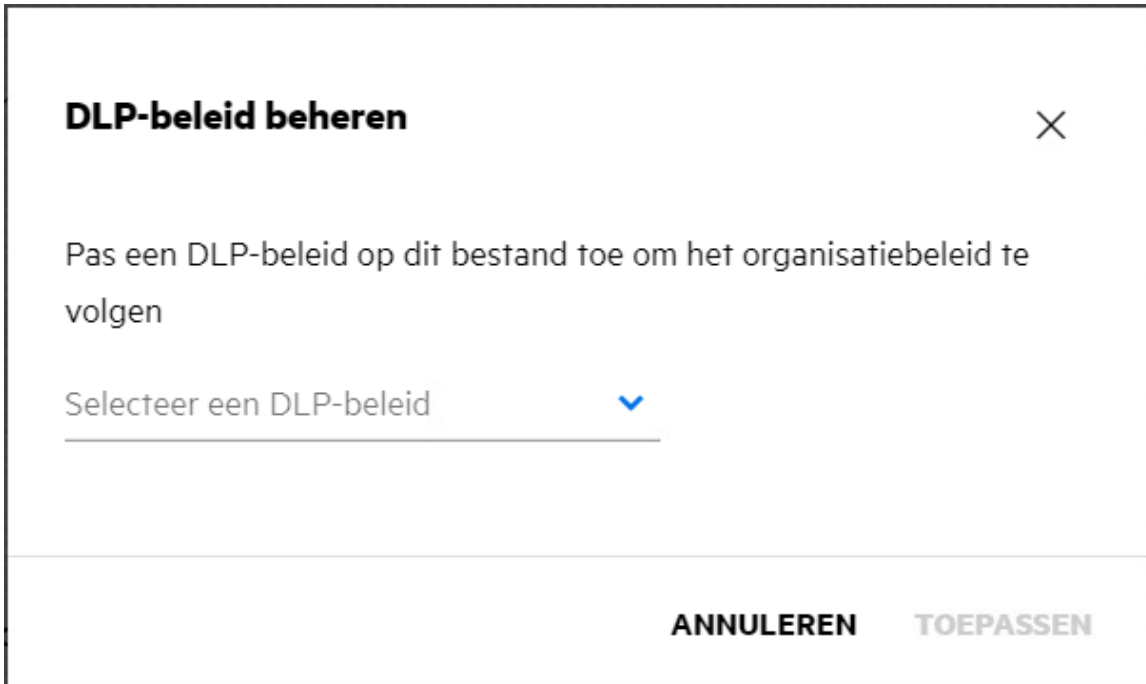 DLP-beleid beheren
Pas een DLP-beleid op dit bestand toe om het organisatiebeleid te
volgen
Selecteer een DLP-beleid
ANNULEREN TOEPASSEN